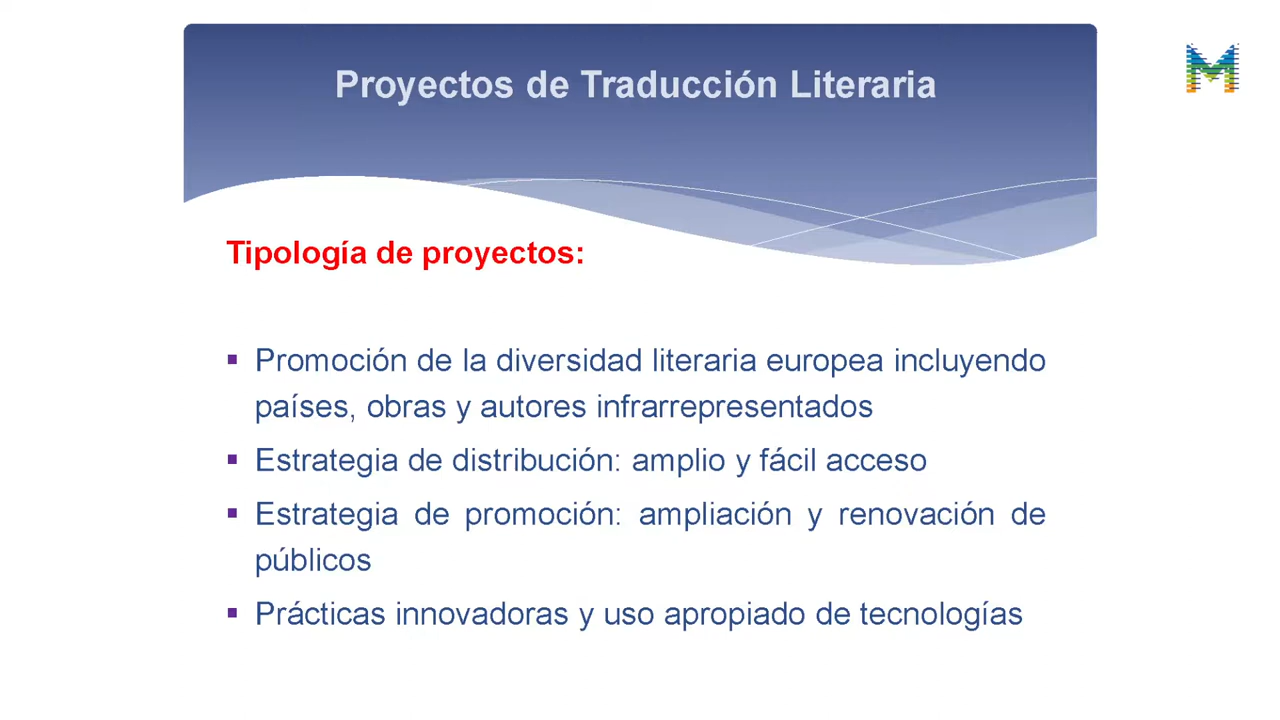 Proyectos de Traducción Literaria
Tipología de proyectos:
Promoción de la diversidad literaria europea incluyendo
países, obras y autores infrarrepresentados
Estrategia de distribución: amplio y fácil acceso
Estrategia de promoción: ampliación y renovación de
públicos
Prácticas innovadoras y uso apropiado de tecnologías